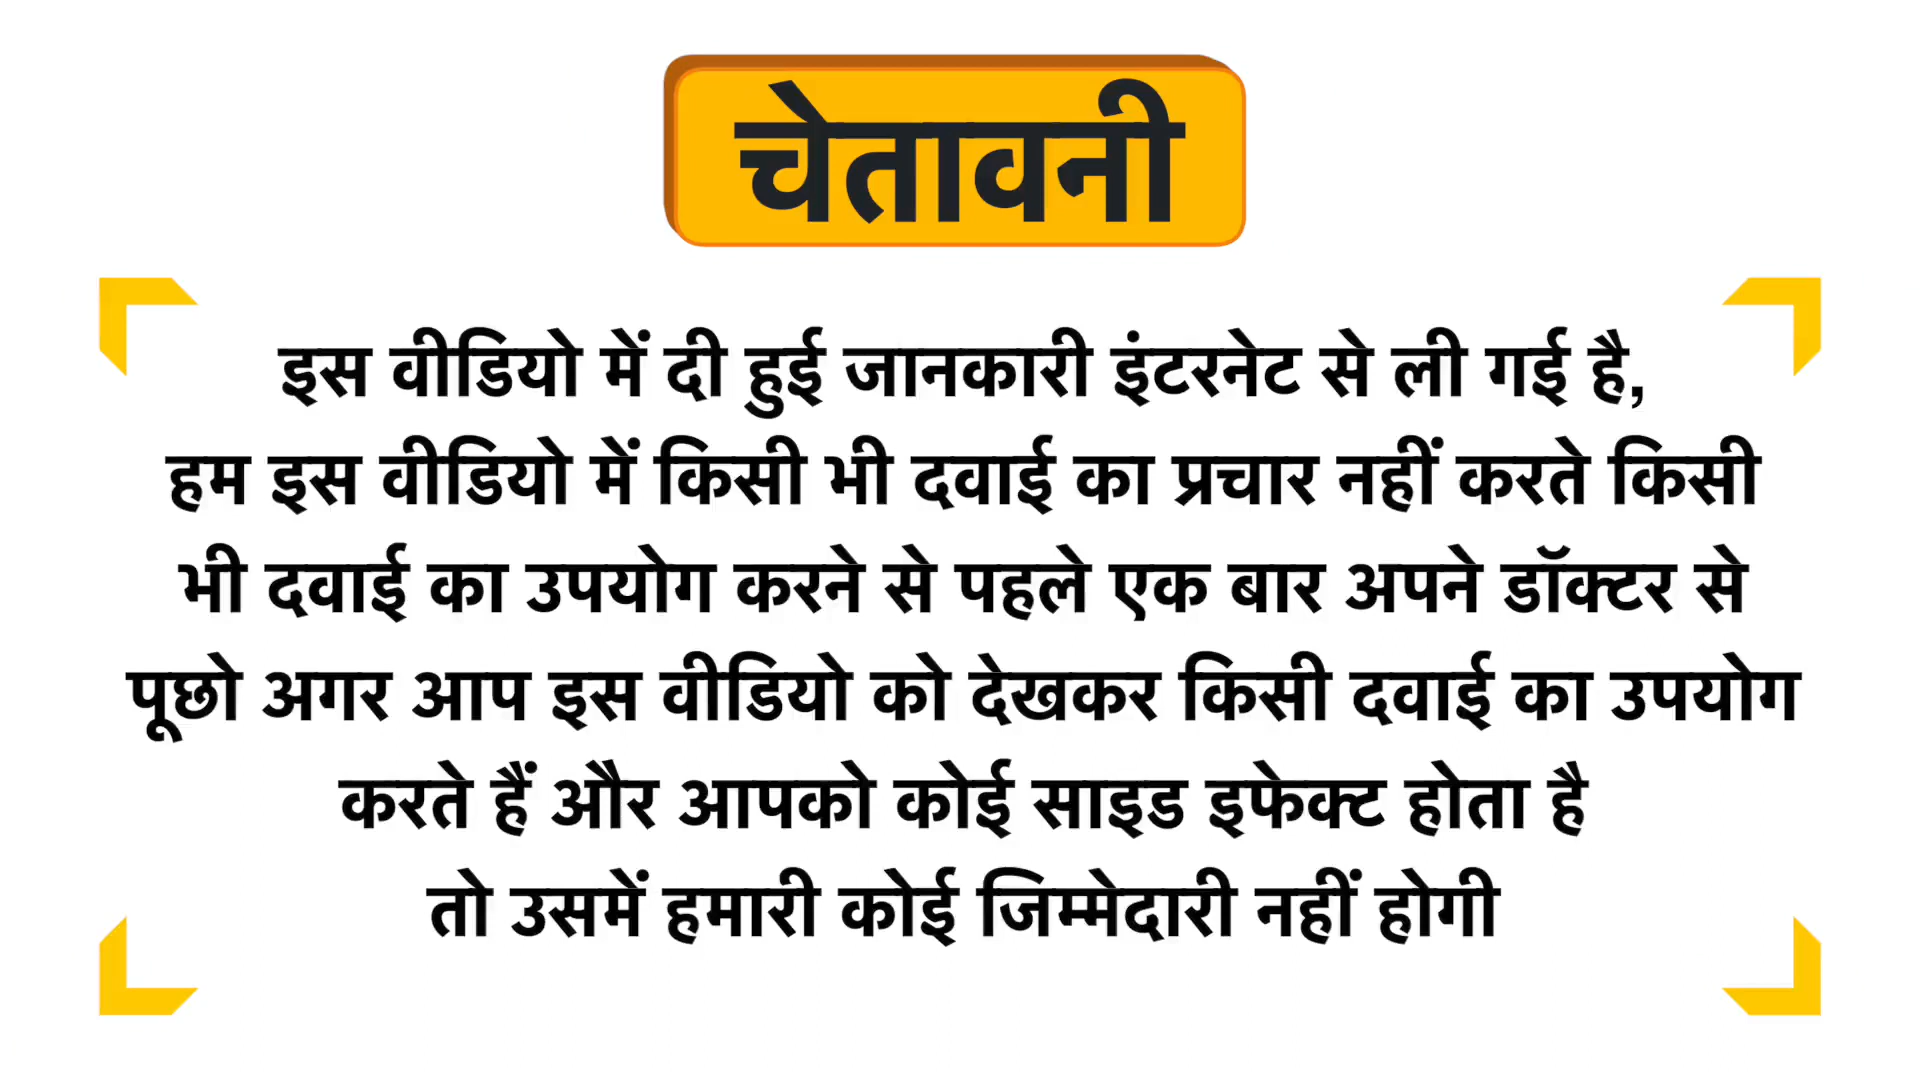 चेतावनी
इस वीडियो में दी हुई जानकारी इंटरनेट से ली गई है,
हम इस वीडियो में किसी भी दवाई का प्रचार नहीं करते किसी
भी दवाई का उपयोग करने से पहले एक बार अपने डॉक्टर से
पूछो अगर आप इस वीडियो को देखकर किसी दवाई का उपयोग
करते हैं और आपको कोई साइड इफेक्ट होता है
तो उसमें हमारी कोई जिम्मेदारी नहीं होगी